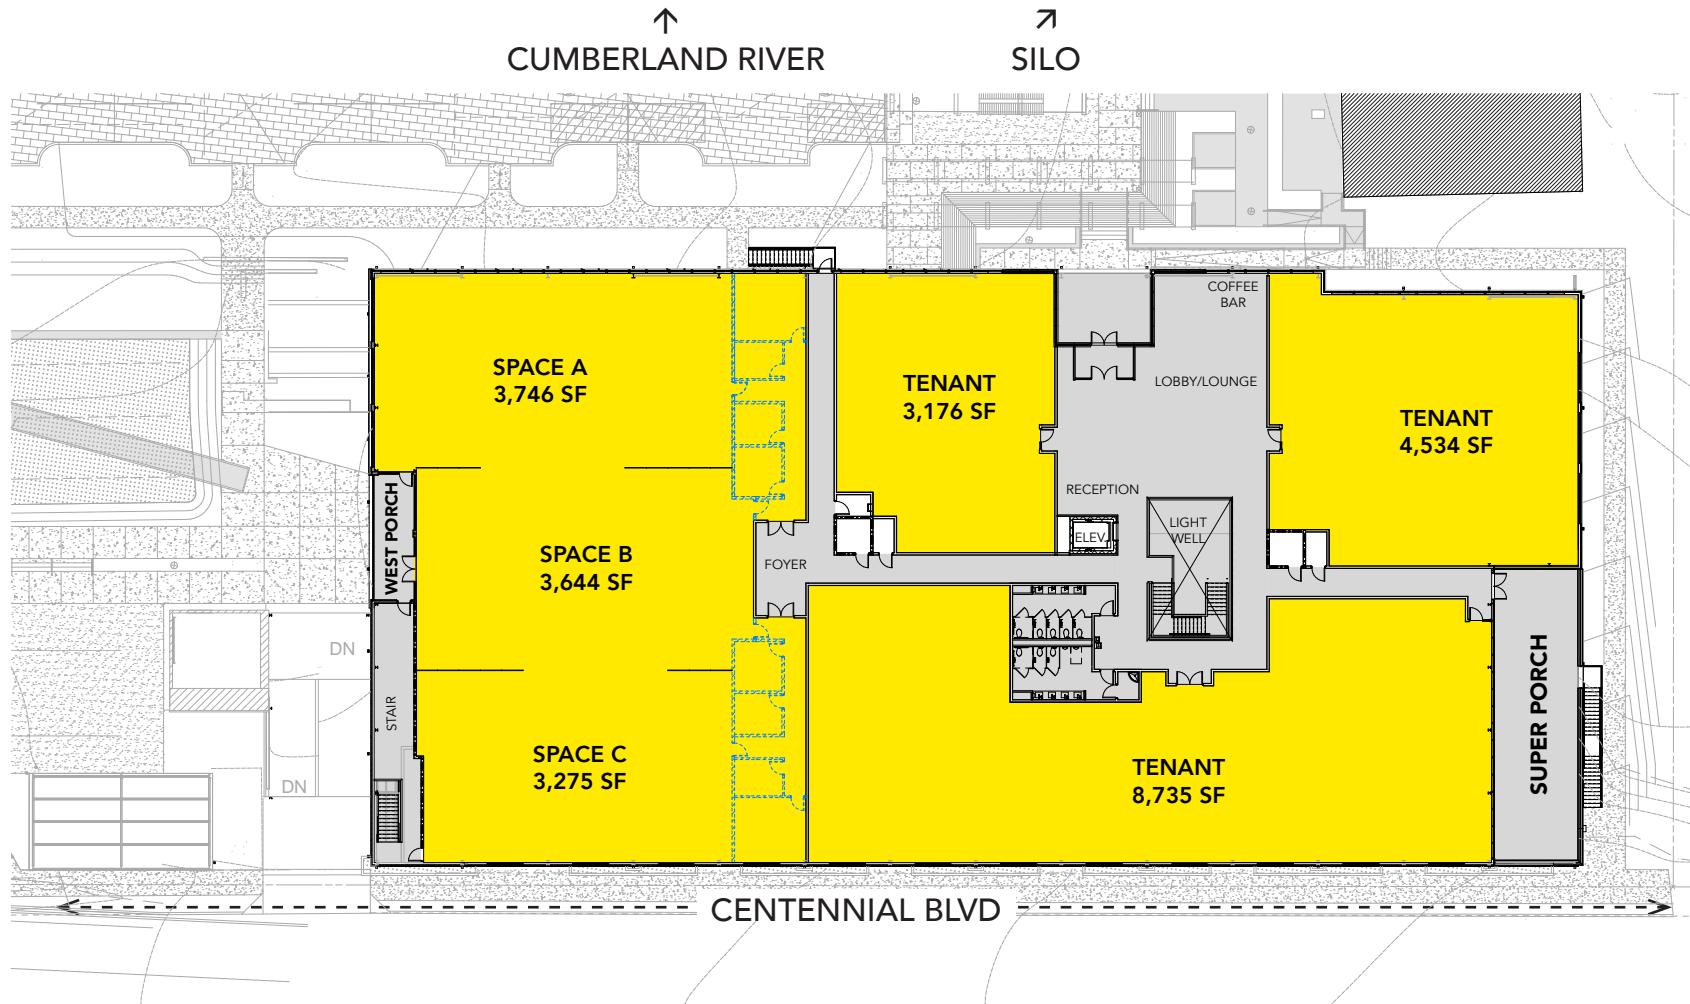 CUMBERLAND RIVER
SILO
COFFEE
BAR
SPACE A
3,746 SF
TENANT
3,176 SF
LOBBY/LOUNGE
TENANT
4,534 SF
RECEPTION
WEST PORCH
LIGHT
WELL
ELEV.
SPACE B
3,644 SF
FOYER
DN
STAIR
SUPER PORCH
SPACE C
3,275 SF
TENANT
8,735 SF
DN
CENTENNIAL BLVD